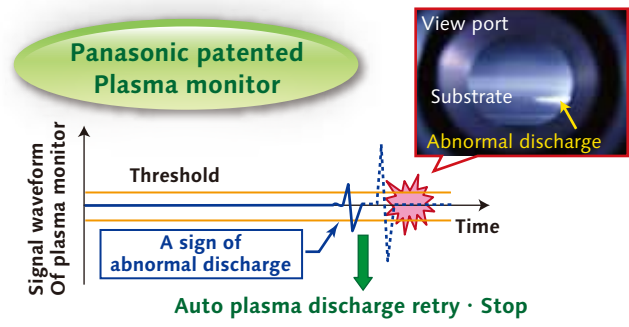 Panasonic patented
Plasma monitor
View port
Substrate
Abnormal discharge
Signal waveform
Of plasma monitor
Threshold
Time
A sign of
abnormal discharge
Auto plasma discharge retry · Stop